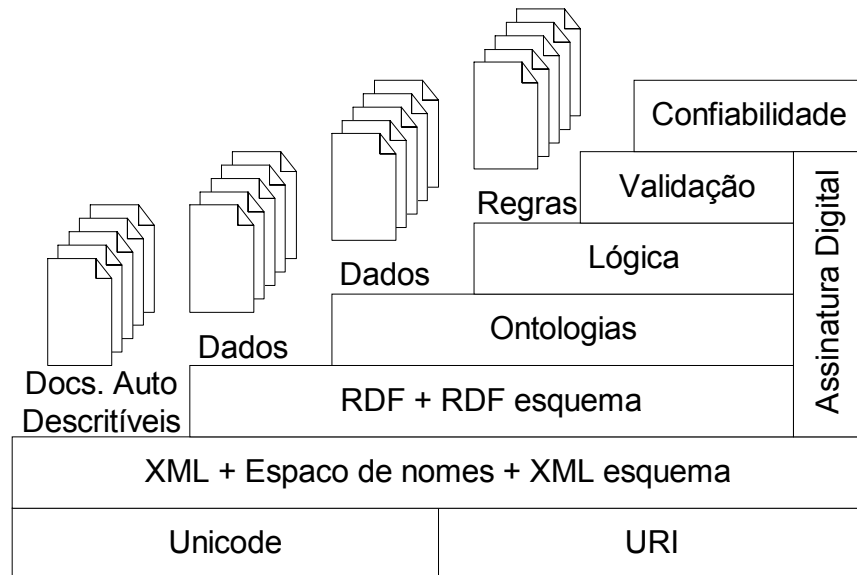 Confiabilidade
Validação
Regras
Lógica
Dados
Ontologias
Dados
RDF + RDF esquema
Docs. Auto
Descritíveis
Assinatura Digital
XML + Espaco de nomes + XML esquema
Unicode
URI